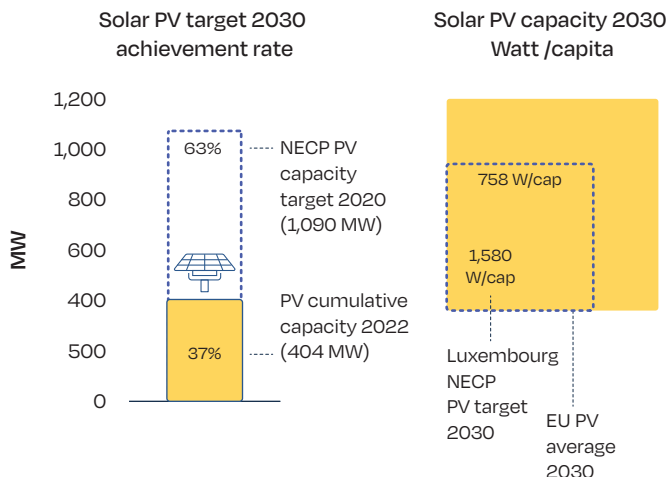 Solar PV target 2030
achievement rate
MW
1,200
1,000
800
600
400
500
0
63%
37%
NECP PV
capacity
target 2020
(1,090 MW)
PV cumulative
capacity 2022
(404 MW)
Solar PV capacity 2030
Watt /capita
758 W/cap
1,580
W/cap
Luxembourg
NECP
PV target
2030
EU PV
average
2030